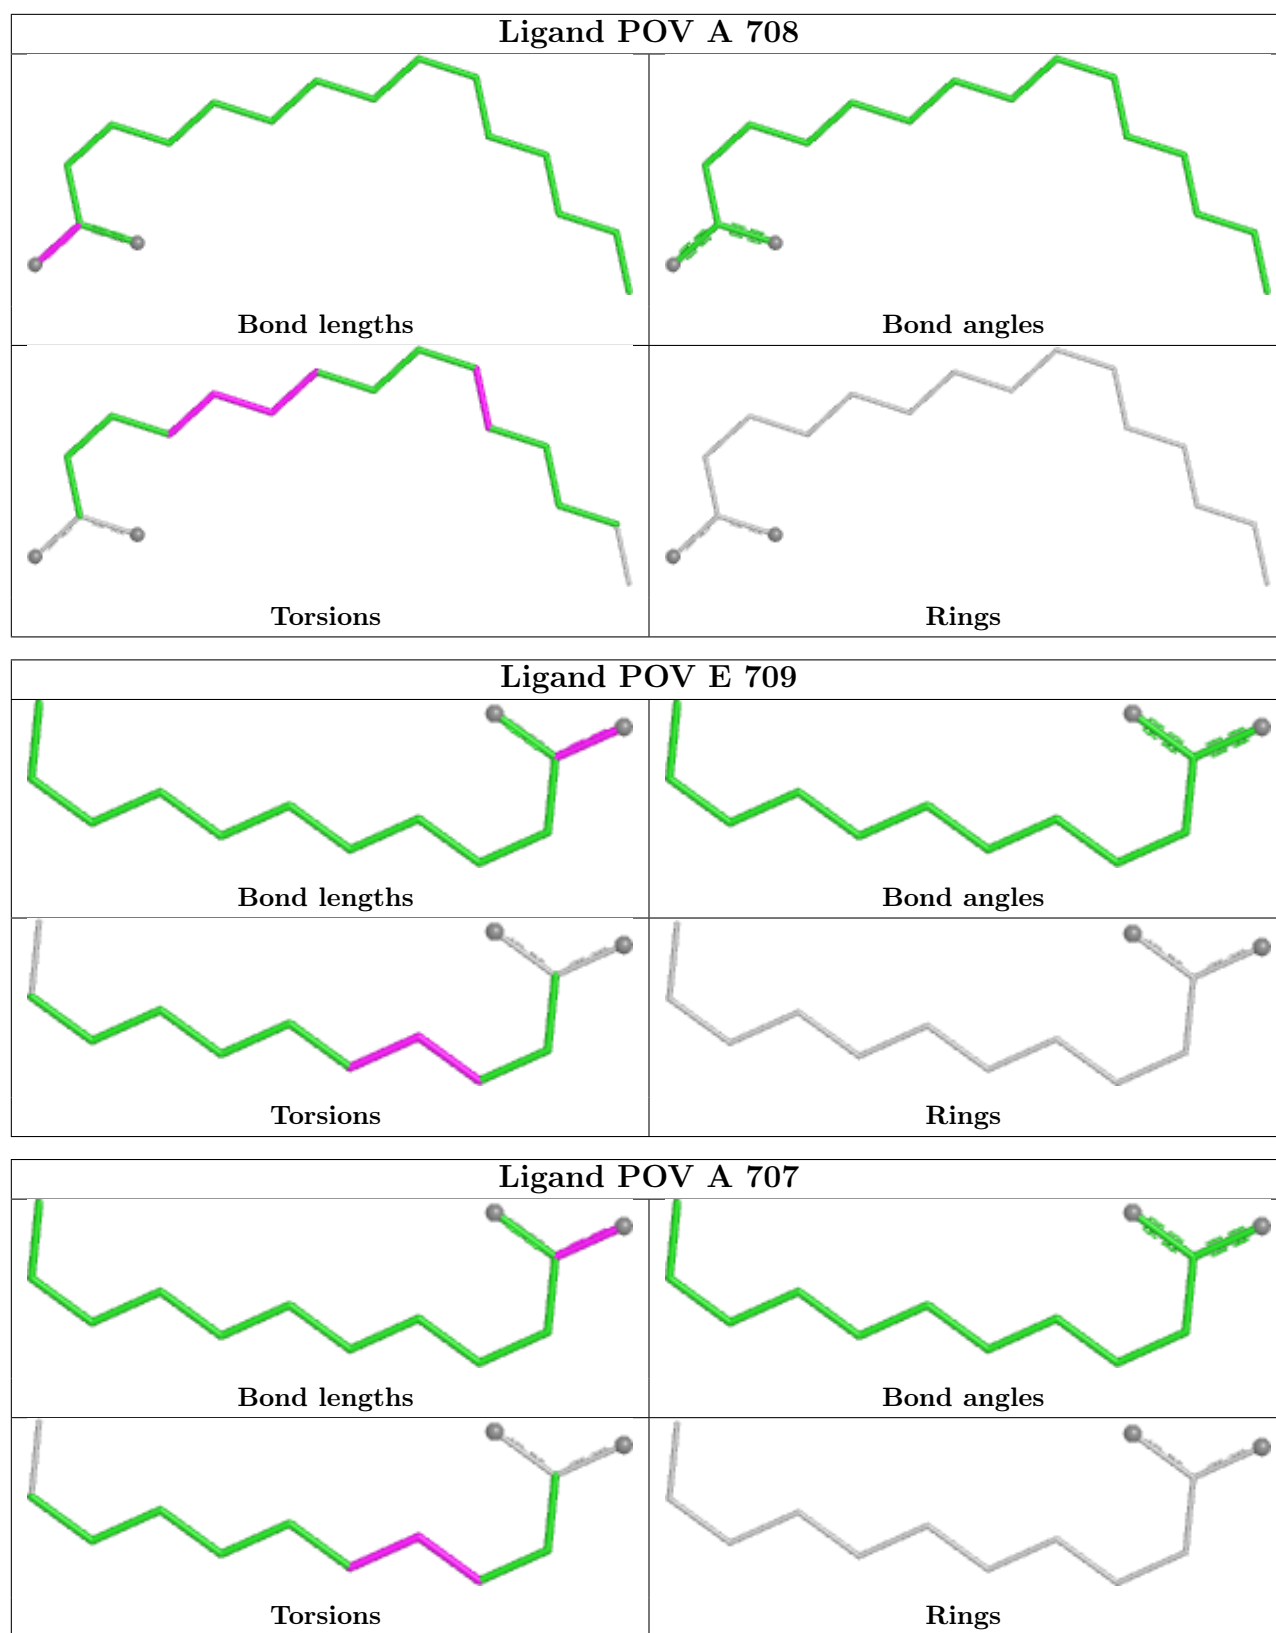 Ligand POV A 708
Bond lengths
Bond angles
Torsions
Rings
Ligand POV E 709
Bond lengths
Bond angles
Torsions
Rings
Ligand POV A 707
Bond lengths
Bond angles
Torsions
Rings